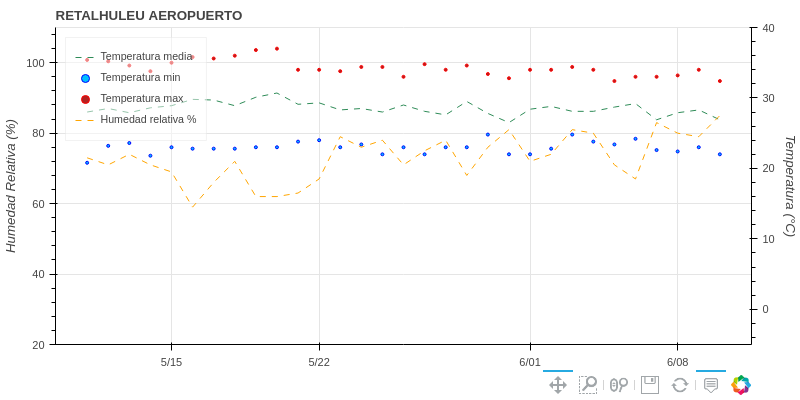 RETALHULEU AEROPUERTO
Temperatura media
Temperatura min
Temperatura max
Humedad relativa %
Humedad Relativa (%)
100
80
60
40
20
Temperatura (°C)
40
30
20
10
0
5/15
5/22
6/01
6/08